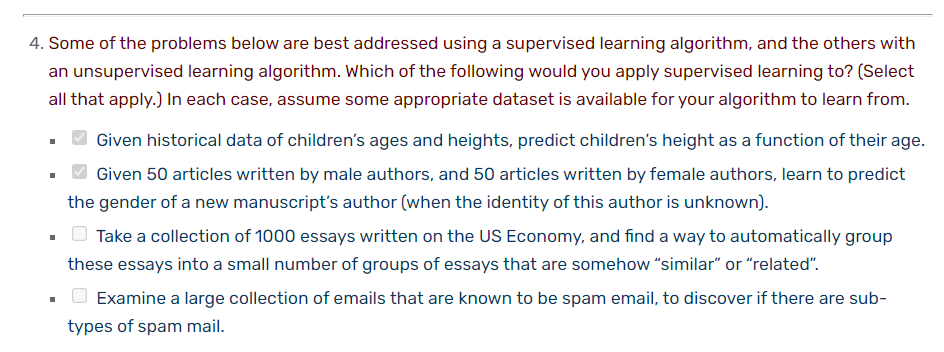 4. Some of the problems below are best addressed using a supervised learning algorithm, and the others with
an unsupervised learning algorithm. Which of the following would you apply supervised learning to? (Select
all that apply.) In each case, assume some appropriate dataset is available for your algorithm to learn from.
Given historical data of children’s ages and heights, predict children’s height as a function of their age.
Given 50 articles written by male authors, and 50 articles written by female authors, learn to predict
the gender of a new manuscript’s author (when the identity of this author is unknown).
Take a collection of 1000 essays written on the US Economy, and find a way to automatically group
these essays into a small number of groups of essays that are somehow “similar” or “related”.
Examine a large collection of emails that are known to be spam email, to discover if there are sub-
types of spam mail.